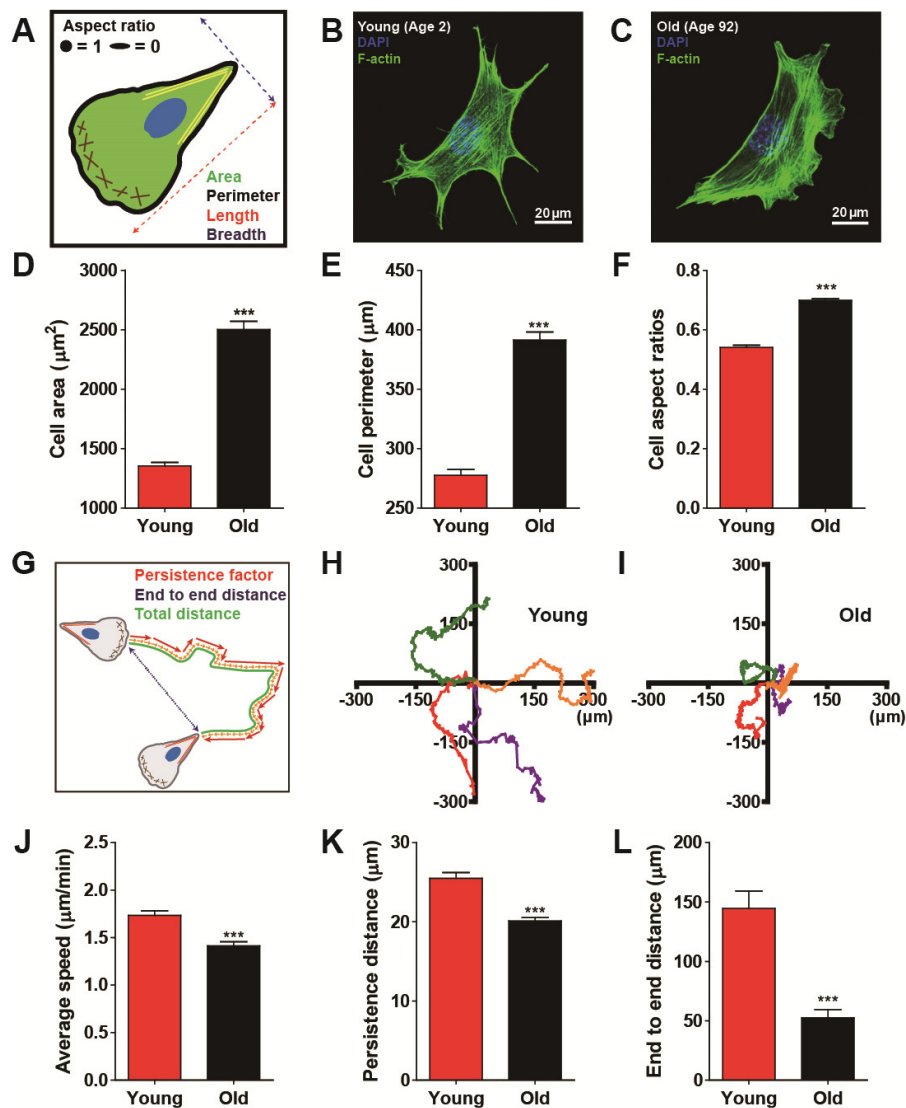 A
Aspect ratio
= 1 = 0
Area
Perimeter
Length
Breadth
B
Young (Age 2)
DAPI
F-actin
20 µm
C
Old (Age 92)
DAPI
F-actin
20 µm
D
Cell area (µm²)
3000
2500
2000
1500
1000
***
Young Old
E
Cell perimeter (µm)
450
400
350
300
250
***
Young Old
F
Cell aspect ratios
0.8
0.6
0.4
0.2
0.0
***
Young Old
G
Persistence factor
End to end distance
Total distance
H
Young
300
150
-300 -150 150 300
(µm)
-150
-300
I
Old
300
150
-300 -150 150 300
(µm)
-150
-300
J
Average speed (µm/min)
2.5
2.0
1.5
1.0
0.5
0.0
***
Young Old
K
Persistence distance (µm)
30
20
10
0
***
Young Old
L
End to end distance (µm)
200
150
100
50
0
***
Young Old